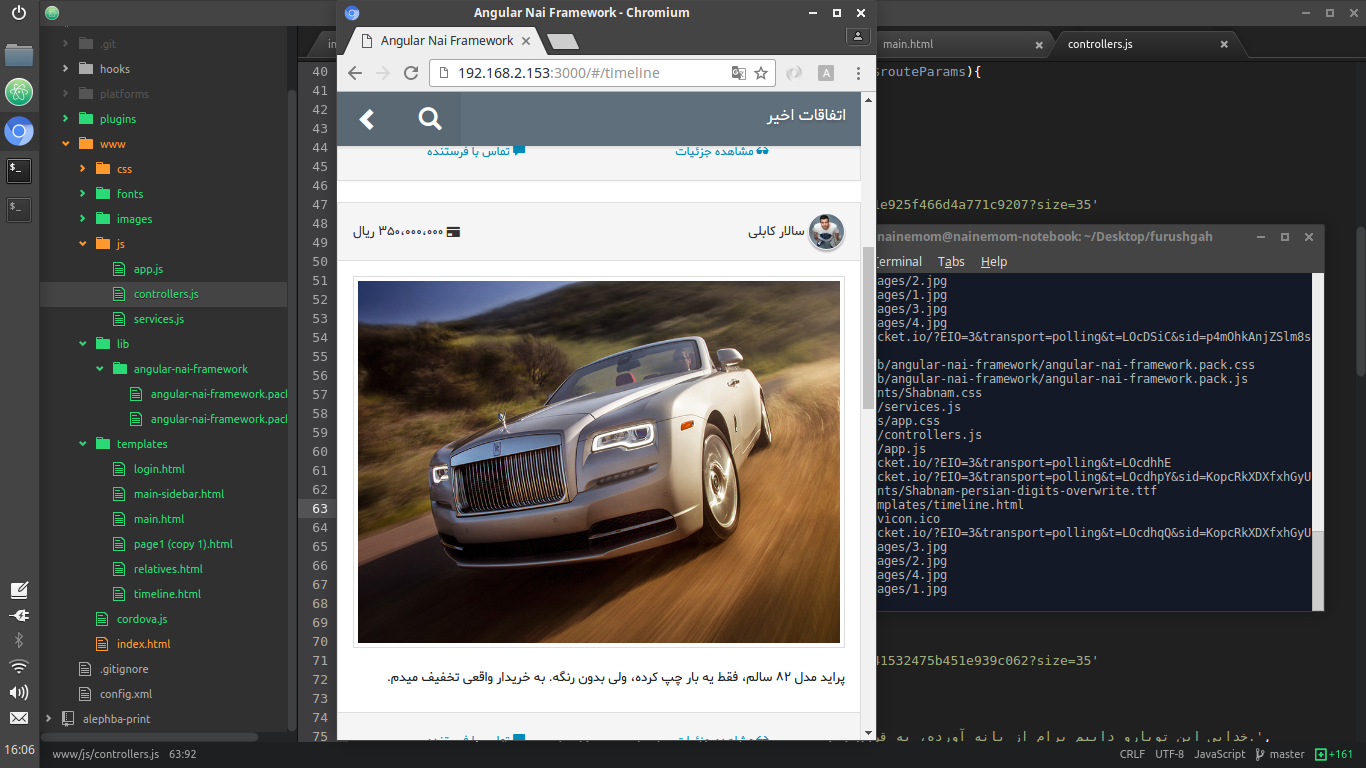 Angular Nai Framework - Chromium
.git
hooks
platforms
plugins
www
css
fonts
images
js
app.js
controllers.js
services.js
lib
angular-nai-framework
angular-nai-framework.pack
angular-nai-framework.pack
templates
login.html
main-sidebar.html
main.html
page1 (copy 1).html
relatives.html
timeline.html
cordova.js
index.html
.gitignore
config.xml
alephba-print
16:06
Angular Nai Framework
main.html
controllers.js
192.168.2.153:3000/#/timeline
A
اتفاقات اخیر
مشاهده جزئیات
تماس با فرستنده
سالار کابلی
۳۵۰,۰۰۰,۰۰۰ ریال
پراید مدل ۸۲ سالم، فقط یه بار چپ کرده، ولی بدون رنگه. به خریدار واقعی تخفیف میدم.
مشاهده جزئیات
تماس با فرستنده
40
41
42
43
44
45
46
47
48
49
50
51
52
53
54
55
56
57
58
59
60
61
62
63
64
65
66
67
68
69
70
71
72
73
74
75
routeParams){
1e925f466d4a771c9207?size=35'
nainemom@nainemom-notebook: ~/Desktop/furushgah
Terminal Tabs Help
ages/2.jpg
ages/1.jpg
ages/3.jpg
ages/4.jpg
cket.io/?EIO=3&transport=polling&t=LOcDSiC&sid=p4mOhkAnjZSlm8s
b/angular-nai-framework/angular-nai-framework.pack.css
b/angular-nai-framework/angular-nai-framework.pack.js
nts/Shabnam.css
/services.js
s/app.css
/controllers.js
/app.js
cket.io/?EIO=3&transport=polling&t=LOcdhhE
cket.io/?EIO=3&transport=polling&t=LOcdhpY&sid=KopcRkXDXfxhGyU
nts/Shabnam-persian-digits-overwrite.ttf
mplates/timeline.html
vicon.ico
cket.io/?EIO=3&transport=polling&t=LOcdhqQ&sid=KopcRkXDXfxhGyU
ages/3.jpg
ages/2.jpg
ages/4.jpg
ages/1.jpg
41532475b451e939c062?size=35'
خدایی این تویارو داییم برام از بانه آورده، به
www/js/controllers.js 63:92
CRLF UTF-8 JavaScript master +161